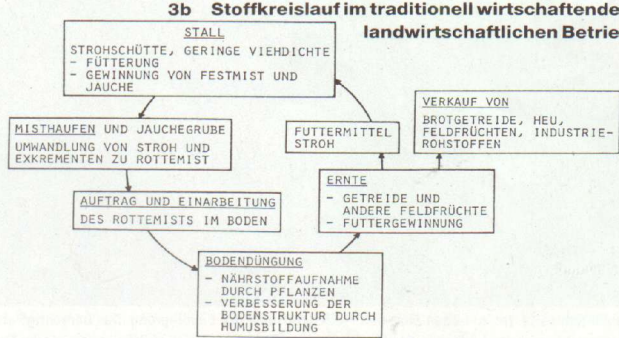 3b Stoffkreislauf im traditionell wirtschaftende
landwirtschaftlichen Betrie
STALL
STROHSCHÜTTE, GERINGE VIEHDICHTE
- FÜTTERUNG
- GEWINNUNG VON FESTMIST UND
JAUCHE
MISTHAUFEN UND JAUCHEGRUBE
UMWANDLUNG VON STROH UND
EXKREMENTEN ZU ROTTEMIST
FUTTERMITTEL
STROH
VERKAUF VON
BROTGETREIDE, HEU,
FELDFRÜCHTEN, INDUSTRIE-
ROHSTOFFEN
AUFTRAG UND EINARBEITUNG
DES ROTTEMISTS IM BODEN
ERNTE
- GETREIDE UND
ANDERE FELDFRÜCHTE
- FUTTERGEWINNUNG
BODENDÜNGUNG
- NÄHRSTOFFAUFNAHME
DURCH PFLANZEN
- VERBESSERUNG DER
BODENSTRUKTUR DURCH
HUMUSBILDUNG